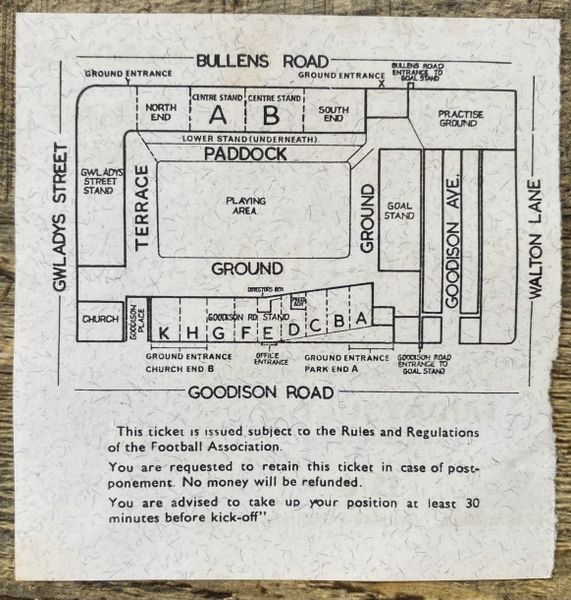 BULLENS ROAD
GROUND ENTRANCE
GROUND ENTRANCE
BULLENS ROAD
ENTRANCE TO
GOAL STAND
X
NORTH
END
CENTRE STAND
A
CENTRE STAND
B
SOUTH
END
PRACTISE
GROUND
LOWER STAND (UNDERNEATH)
PADDOCK
GWLADYS STREET
GWLADYS
STREET
STAND
TERRACE
PLAYING
AREA.
GROUND
GOAL
STAND
GOODISON AVE.
WALTON LANE
GROUND
DIRECTORS BOX
PRESS
BOX
CHURCH
GOODISON
PLACE
GOODISON RD. STAND
K H G F E D C B A
GROUND ENTRANCE
CHURCH END B
OFFICE
ENTRANCE
GROUND ENTRANCE
PARK END A
GOODISON ROAD
ENTRANCE TO
GOAL STAND
GOODISON ROAD
This ticket is issued subject to the Rules and Regulations
of the Football Association.
You are requested to retain this ticket in case of post-
ponement. No money will be refunded.
You are advised to take up your position at least 30
minutes before kick-off"